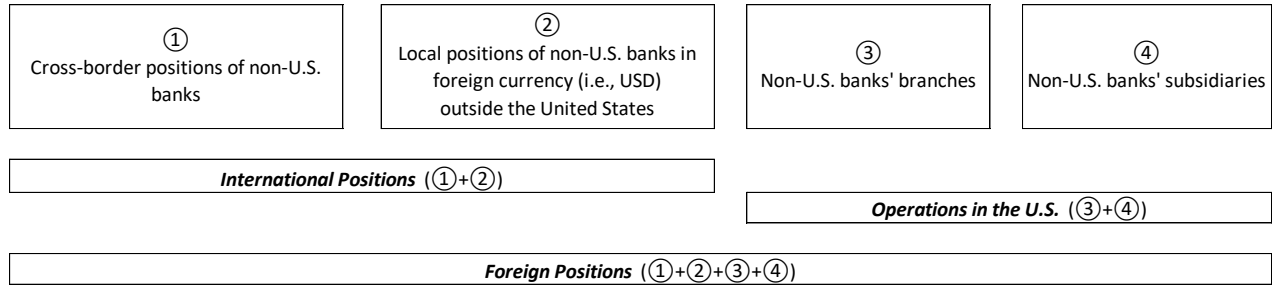 ①
Cross-border positions of non-U.S.
banks
②
Local positions of non-U.S. banks in
foreign currency (i.e., USD)
outside the United States
③
Non-U.S. banks' branches
④
Non-U.S. banks' subsidiaries
International Positions (①+②)
Operations in the U.S. (③+④)
Foreign Positions (①+②+③+④)